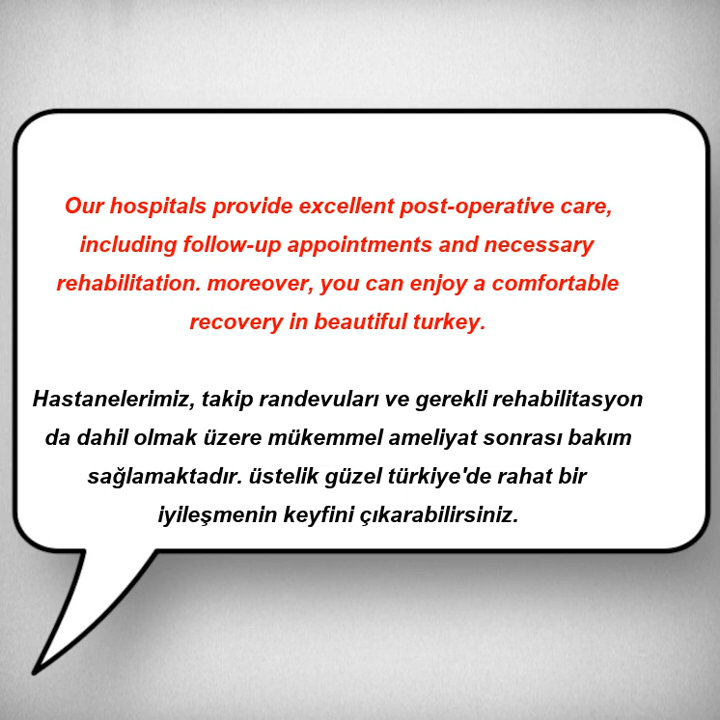 Our hospitals provide excellent post-operative care,
including follow-up appointments and necessary
rehabilitation. moreover, you can enjoy a comfortable
recovery in beautiful turkey.
Hastanelerimiz, takip randevuları ve gerekli rehabilitasyon
da dahil olmak üzere mükemmel ameliyat sonrası bakım
sağlamaktadır. üstelik güzel türkiye'de rahat bir
iyileşmenin keyfini çıkarabilirsiniz.